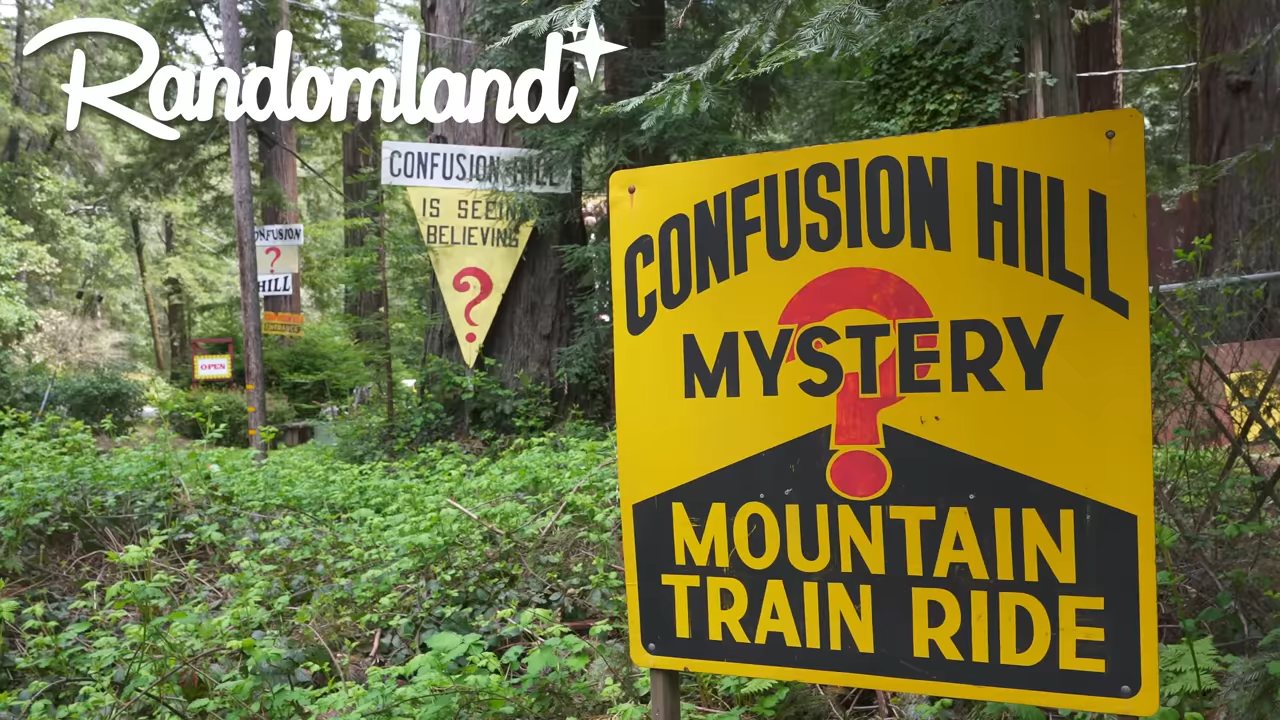 Randomland
CONFUSION HILL
IS SEEING
BELIEVING
?
CONFUSION
?
HILL
OPEN
CONFUSION HILL
MYSTERY
?
MOUNTAIN
TRAIN RIDE